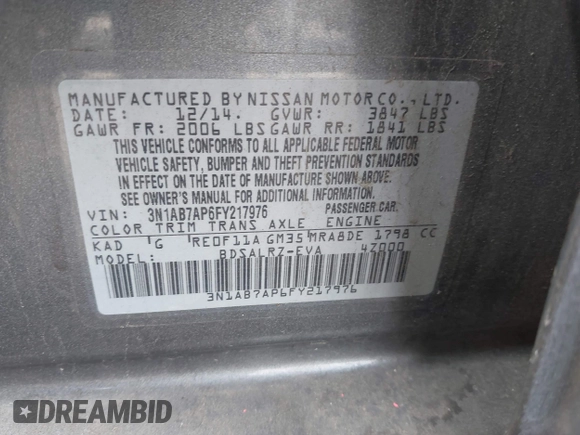 MANUFACTURED BY NISSAN MOTOR CO., LTD.
DATE: 12/14. GVWR: 3847 LBS
GAWR FR: 2006 LBS GAWR RR: 1841 LBS
THIS VEHICLE CONFORMS TO ALL APPLICABLE FEDERAL MOTOR
VEHICLE SAFETY, BUMPER AND THEFT PREVENTION STANDARDS
IN EFFECT ON THE DATE OF MANUFACTURE SHOWN ABOVE.
SEE OWNER'S MANUAL FOR ADDITIONAL INFORMATION.
VIN: 3N1AB7AP6FY217976 PASSENGER CAR.
COLOR TRIM TRANS AXLE ENGINE
KAD G RE0F11A GM35 MRA8DE 1798 CC
MODEL: BDSALRZ-EVA 4Z000
3N1AB7AP6FY217976
DREAMBID